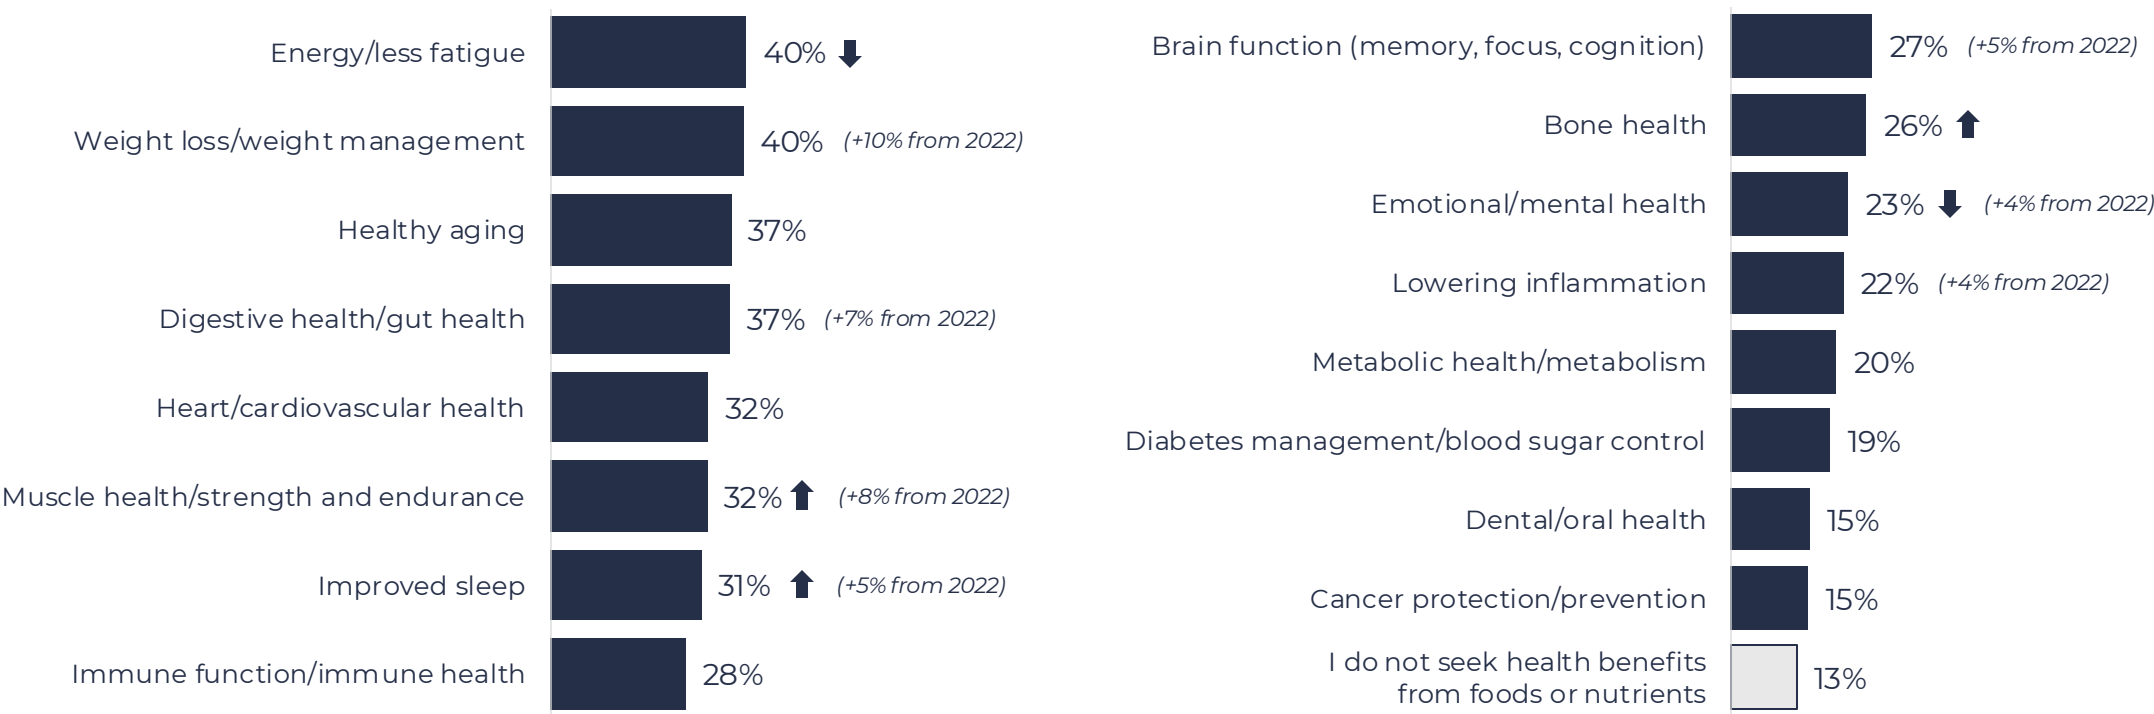 Energy/less fatigue 40%
Weight loss/weight management 40% (+10% from 2022)
Healthy aging 37%
Digestive health/gut health 37% (+7% from 2022)
Heart/cardiovascular health 32%
Muscle health/strength and endurance 32% (+8% from 2022)
Improved sleep 31% (+5% from 2022)
Immune function/immune health 28%
Brain function (memory, focus, cognition) 27% (+5% from 2022)
Bone health 26%
Emotional/mental health 23% (+4% from 2022)
Lowering inflammation 22% (+4% from 2022)
Metabolic health/metabolism 20%
Diabetes management/blood sugar control 19%
Dental/oral health 15%
Cancer protection/prevention 15%
I do not seek health benefits
from foods or nutrients 13%